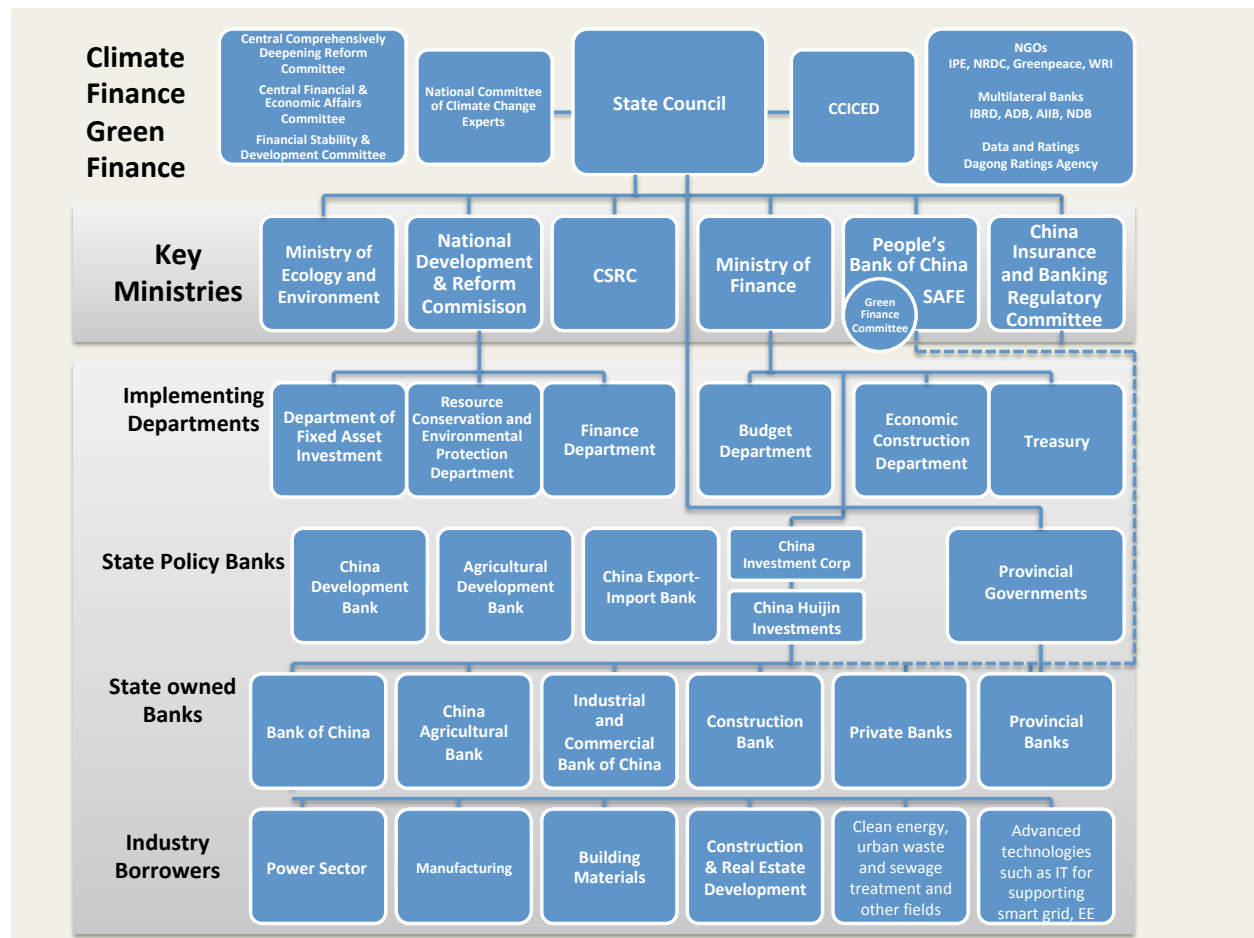 Climate
Finance
Green
Finance
Central Comprehensively
Deepening Reform
Committee
Central Financial &
Economic Affairs
Committee
Financial Stability &
Development Committee
National Committee
of Climate Change
Experts
State Council
CCICED
NGOs
IPE, NRDC, Greenpeace, WRI
Multilateral Banks
IBRD, ADB, AIIB, NDB
Data and Ratings
Dagong Ratings Agency
Key
Ministries
Ministry of
Ecology and
Environment
National
Development
& Reform
Commisison
CSRC
Ministry of
Finance
People's
Bank of China
SAFE
Green
Finance
Committee
China
Insurance
and Banking
Regulatory
Committee
Implementing
Departments
Department of
Fixed Asset
Investment
Resource
Conservation and
Environmental
Protection
Department
Finance
Department
Budget
Department
Economic
Construction
Department
Treasury
State Policy Banks
China
Development
Bank
Agricultural
Development
Bank
China Export-
Import Bank
China
Investment Corp
China Huijin
Investments
Provincial
Governments
State owned
Banks
Bank of China
China
Agricultural
Bank
Industrial
and
Commercial
Bank of China
Construction
Bank
Private Banks
Provincial
Banks
Industry
Borrowers
Power Sector
Manufacturing
Building
Materials
Construction
& Real Estate
Development
Clean energy,
urban waste
and sewage
treatment and
other fields
Advanced
technologies
such as IT for
supporting
smart grid, EE